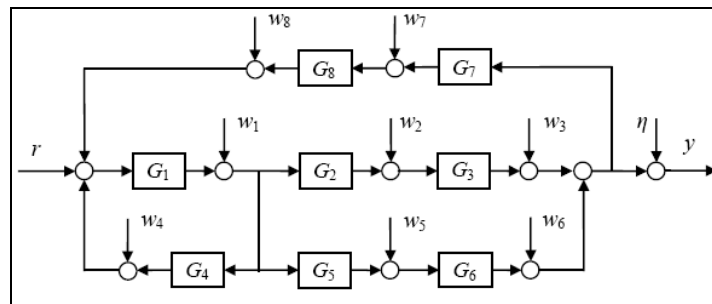 w₈ w₇
G₈ G₇
w₁ w₂ w₃ η
r G₁ G₂ G₃ y
w₄ w₅ w₆
G₄ G₅ G₆